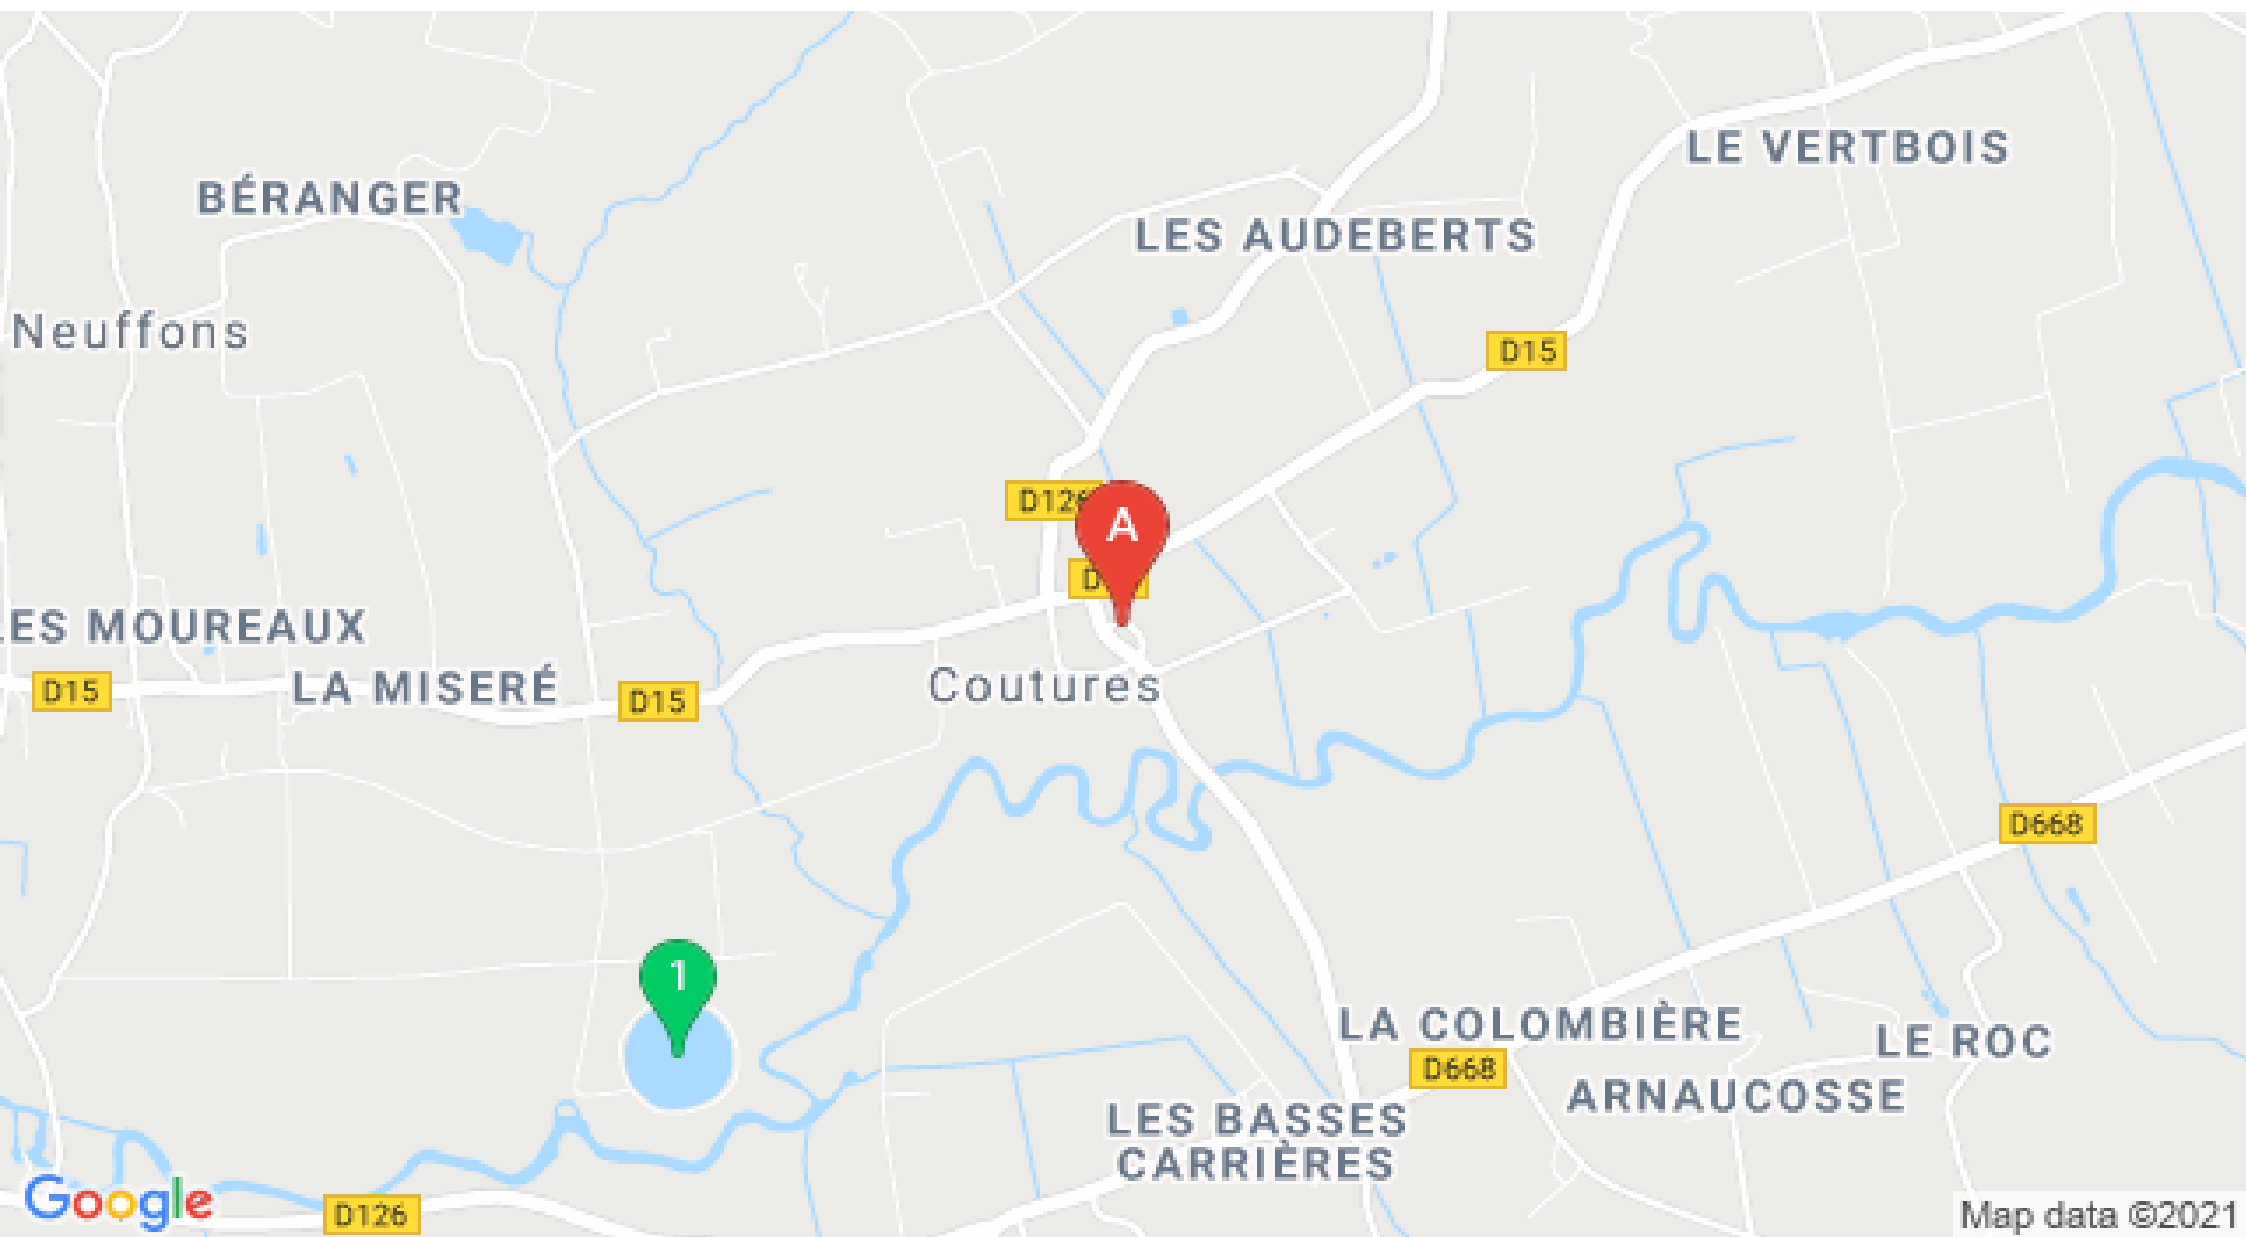 LE VERTBOIS
BÉRANGER
LES AUDEBERTS
Neuffons
D15
D126
A
LES MOUREAUX
D15
LA MISERÉ
D15
Coutures
D668
1
LA COLOMBIÈRE
LE ROC
D668
ARNAUCOSSE
LES BASSES
CARRIÈRES
Google
D126
Map data ©2021